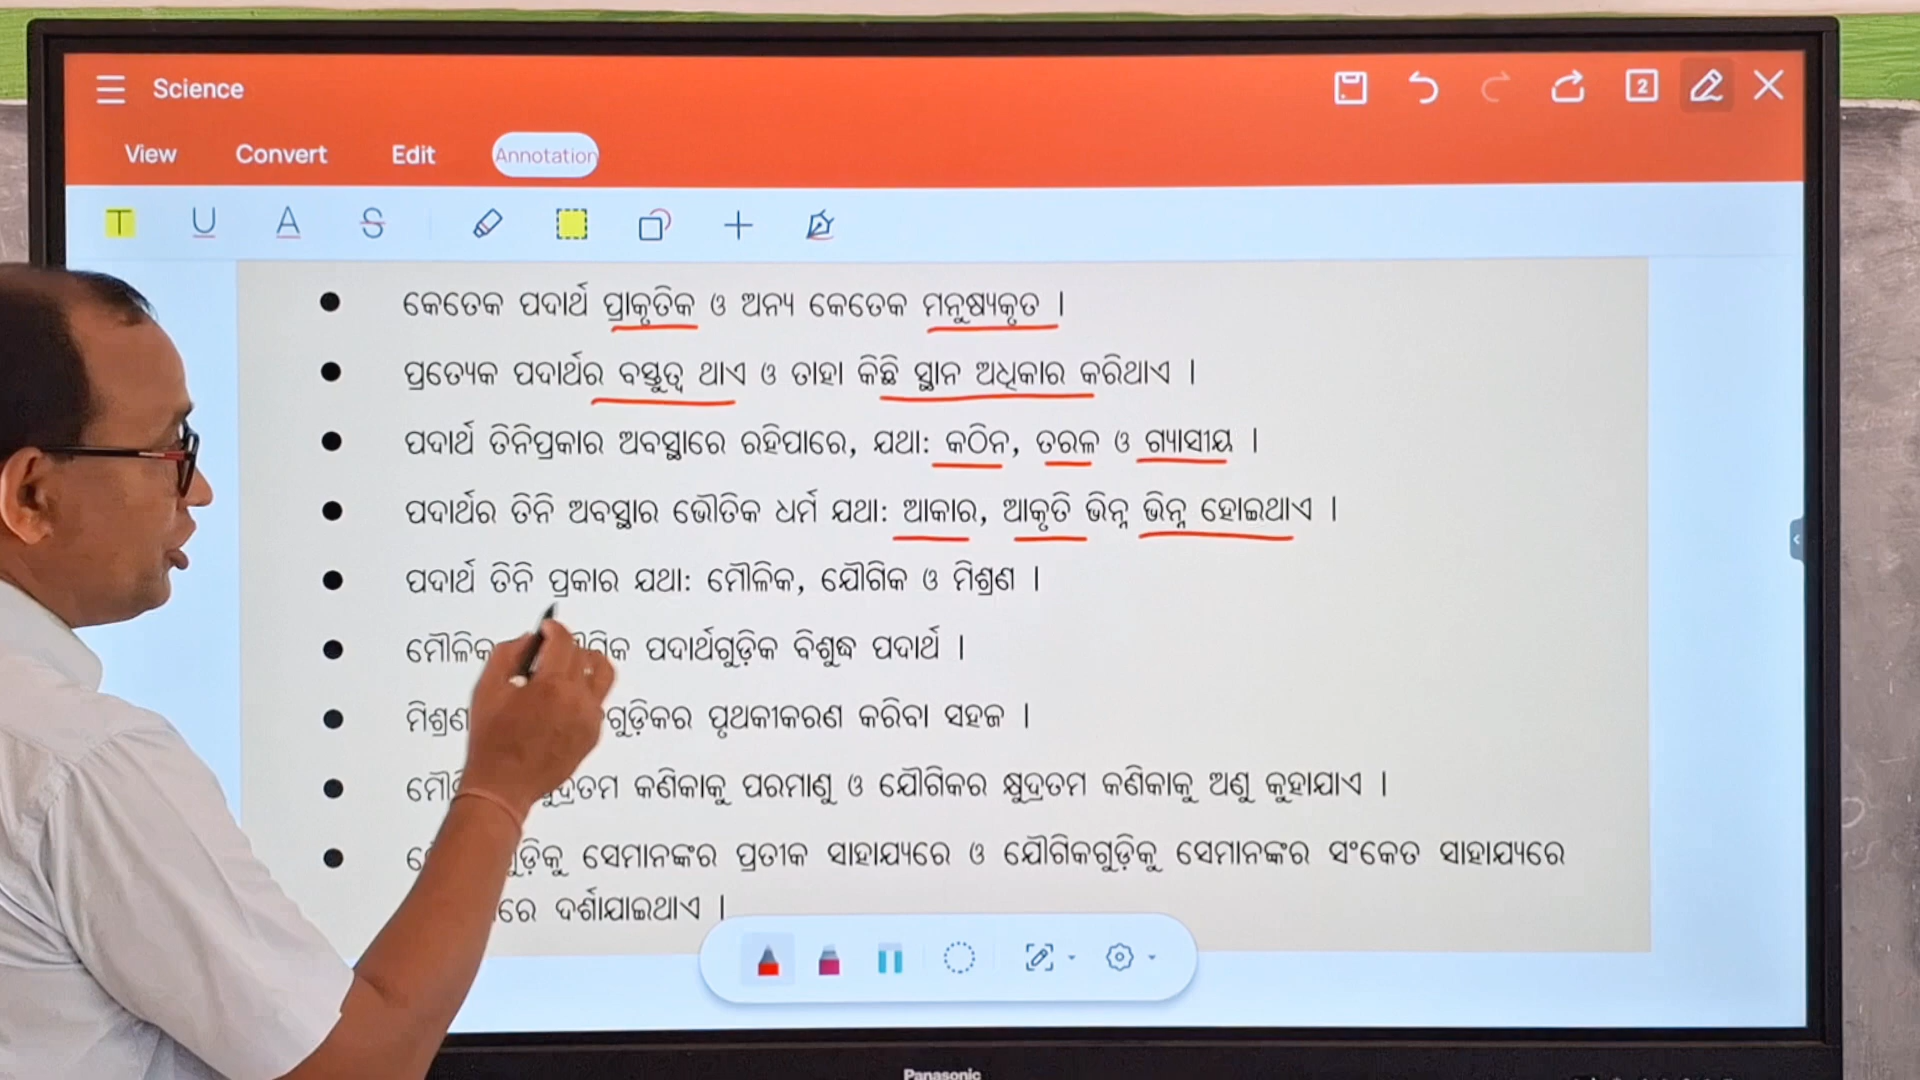 Science
2
View Convert Edit Annotation
T U A S
● କେତେକ ପଦାର୍ଥ ପ୍ରାକୃତିକ ଓ ଅନ୍ୟ କେତେକ ମନୁଷ୍ୟକୃତ ।
● ପ୍ରତ୍ୟେକ ପଦାର୍ଥର ବସ୍ତୁତ୍ୱ ଥାଏ ଓ ତାହା କିଛି ସ୍ଥାନ ଅଧିକାର କରିଥାଏ ।
● ପଦାର୍ଥ ତିନିପ୍ରକାର ଅବସ୍ଥାରେ ରହିପାରେ, ଯଥା: କଠିନ, ତରଳ ଓ ଗ୍ୟାସୀୟ ।
● ପଦାର୍ଥର ତିନି ଅବସ୍ଥାର ଭୌତିକ ଧର୍ମ ଯଥା: ଆକାର, ଆକୃତି ଭିନ୍ନ ଭିନ୍ନ ହୋଇଥାଏ ।
● ପଦାର୍ଥ ତିନି ପ୍ରକାର ଯଥା: ମୌଳିକ, ଯୌଗିକ ଓ ମିଶ୍ରଣ ।
● ମୌଳିକ ପଦାର୍ଥଗୁଡ଼ିକ ବିଶୁଦ୍ଧ ପଦାର୍ଥ ।
● ମିଶ୍ରଣ ପୃଥକୀକରଣ କରିବା ସହଜ ।
● କଣିକାକୁ ପରମାଣୁ ଓ ଯୌଗିକର କ୍ଷୁଦ୍ରତମ କଣିକାକୁ ଅଣୁ କୁହାଯାଏ ।
● ସେମାନଙ୍କର ପ୍ରତୀକ ସାହାଯ୍ୟରେ ଓ ଯୌଗିକଗୁଡ଼ିକୁ ସେମାନଙ୍କର ସଂକେତ ସାହାଯ୍ୟରେ
ଦର୍ଶାଯାଇଥାଏ ।
Panasonic